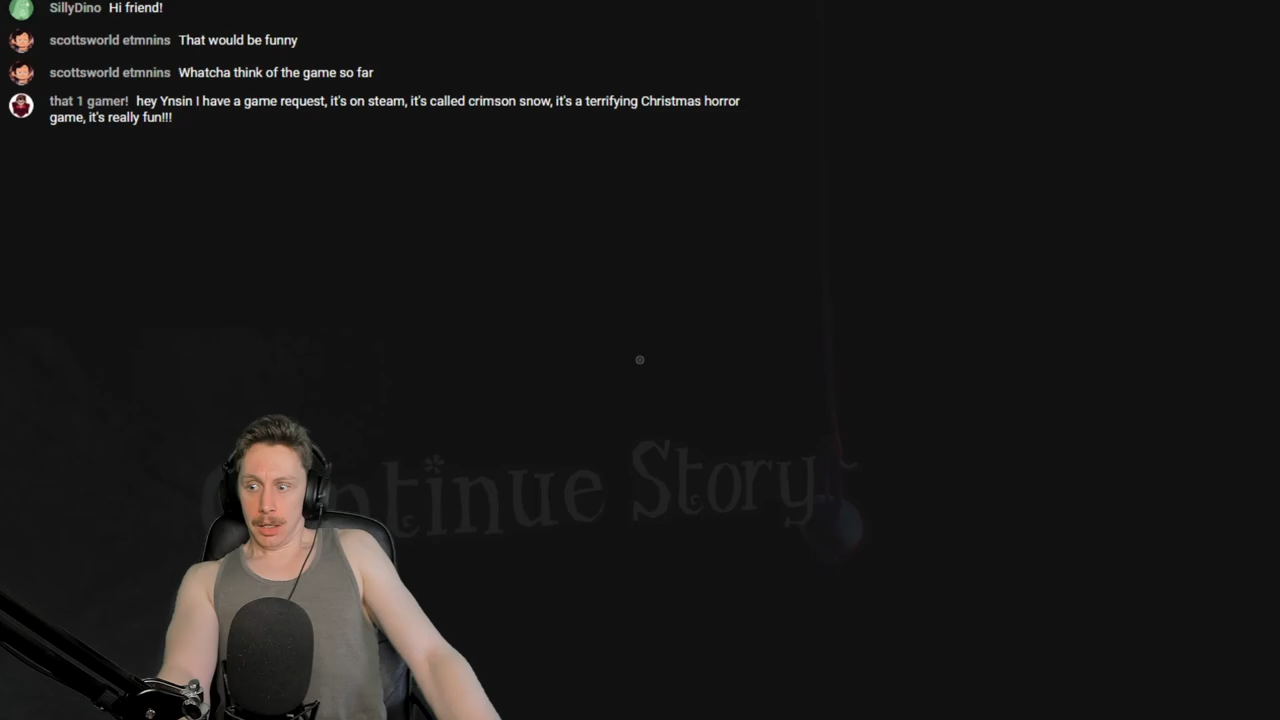 SillyDino Hi friend!
scottsworld etmnins That would be funny
scottsworld etmnins Whatcha think of the game so far
that 1 gamer! hey Ynsin I have a game request, it's on steam, it's called crimson snow, it's a terrifying Christmas horror
game, it's really fun!!!
Continue Story